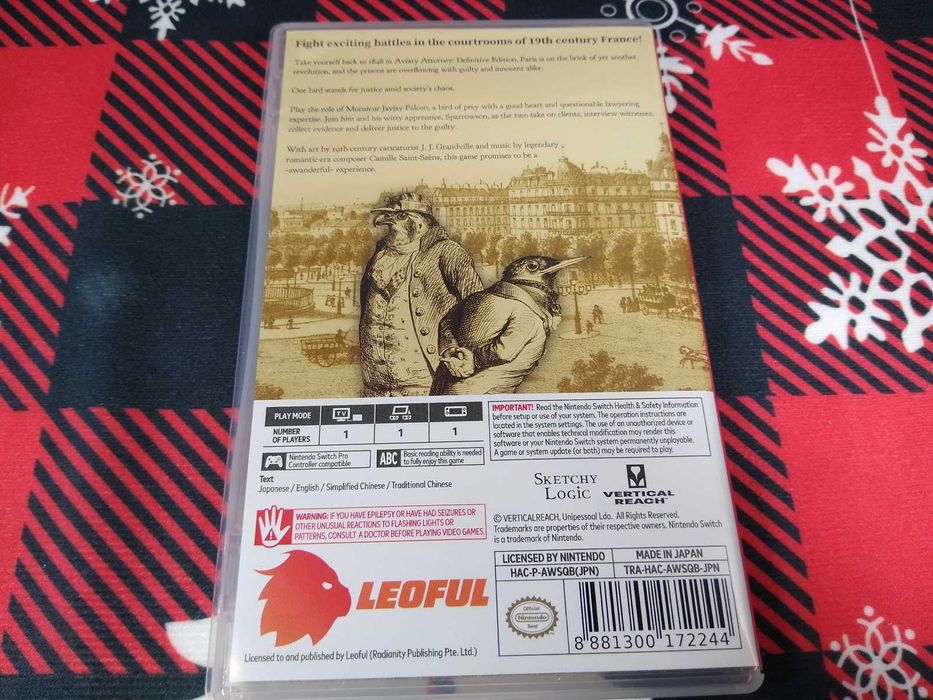 Fight exciting battles in the courtrooms of 19th century France!
Take yourself back to 1848 in Aviary Attorney: Definitive Edition. Paris is on the brink of yet another
revolution, and the prisons are overflowing with guilty and innocent alike.
One bird stands for justice amid society's chaos.
Play the role of Monsieur Jayjay Falcon, a bird of prey with a good heart and questionable lawyering
expertise. Join him and his witty apprentice, Sparrowson, as the two take on clients, interview witnesses,
collect evidence and deliver justice to the guilty.
With art by 19th-century caricaturist J. J. Grandville and music by legendary
romantic-era composer Camille Saint-Saëns, this game promises to be a
~awanderful~ experience.
PLAY MODE
TV
NUMBER
OF PLAYERS
1
1
1
Nintendo Switch Pro
Controller compatible
ABC
Basic reading ability is needed
to fully enjoy this game
Text
Japanese / English / Simplified Chinese / Traditional Chinese
IMPORTANT! Read the Nintendo Switch Health & Safety Information
before setup or use of your system. The operation instructions are
located in the system settings. The use of an unauthorized device or
software that enables technical modification may render this
software or your Nintendo Switch system permanently unplayable.
A game or system update (or both) may be required to play.
SKETCHY
LOGIC
VERTICAL
REACH
WARNING: IF YOU HAVE EPILEPSY OR HAVE HAD SEIZURES OR
OTHER UNUSUAL REACTIONS TO FLASHING LIGHTS OR
PATTERNS, CONSULT A DOCTOR BEFORE PLAYING VIDEO GAMES.
© VERTICALREACH, Unipessoal Lda. All Rights Reserved.
Trademarks are properties of their respective owners. Nintendo Switch
is a trademark of Nintendo.
LEOFUL
Licensed to and published by Leoful (Radianity Publishing Pte. Ltd.)
LICENSED BY NINTENDO
MADE IN JAPAN
HAC-P-AWSQB(JPN)
TRA-HAC-AWSQB-JPN
Official
Nintendo
Seal
8 881300 172244